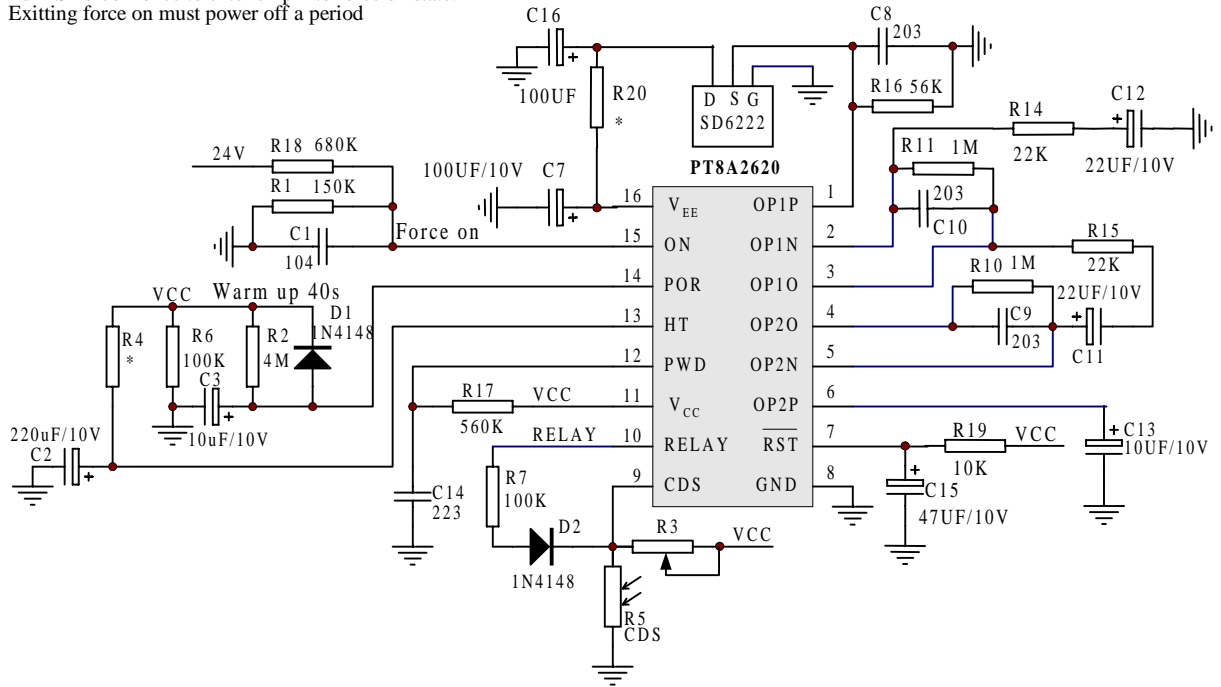 Exitting force on must power off a period
C16
100UF
R20
*
D S G
SD6222
PT8A2620
C8
203
R16 56K
R14
22K
C12
22UF/10V
R11 1M
203
C10
24V
R18 680K
R1 150K
C1
104
Force on
100UF/10V
C7
16 VEE
15 ON
14 POR
13 HT
12 PWD
11 VCC
10 RELAY
9 CDS
OP1P 1
OP1N 2
OP1O 3
OP2O 4
OP2N 5
OP2P 6
RST 7
GND 8
R15
22K
R10 1M
22UF/10V
C9
203
C11
VCC
Warm up 40s
D1
1N4148
R4
*
R6
100K
R2
4M
C3
10uF/10V
220uF/10V
C2
R17
560K
VCC
RELAY
C14
223
R7
100K
D2
1N4148
R3
VCC
R5
CDS
R19
10K
VCC
C15
47UF/10V
C13
10UF/10V